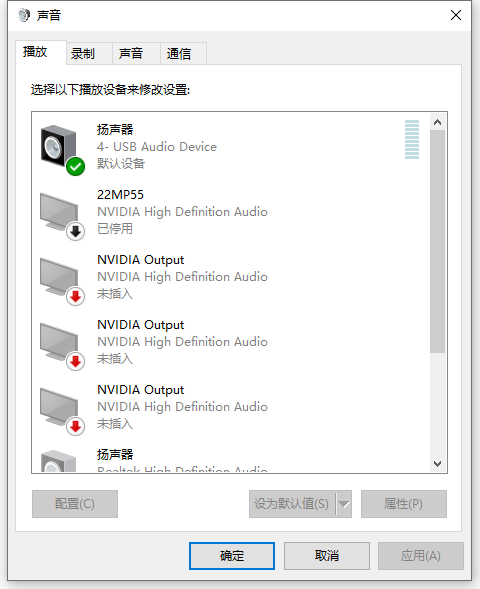 声音
播放 录制 声音 通信
选择以下播放设备来修改设置:
扬声器
4- USB Audio Device
默认设备
22MP55
NVIDIA High Definition Audio
已停用
NVIDIA Output
NVIDIA High Definition Audio
未插入
NVIDIA Output
NVIDIA High Definition Audio
未插入
NVIDIA Output
NVIDIA High Definition Audio
未插入
扬声器
Realtek High Definition Audio
配置(C) 设为默认值(S) 属性(P)
确定 取消 应用(A)